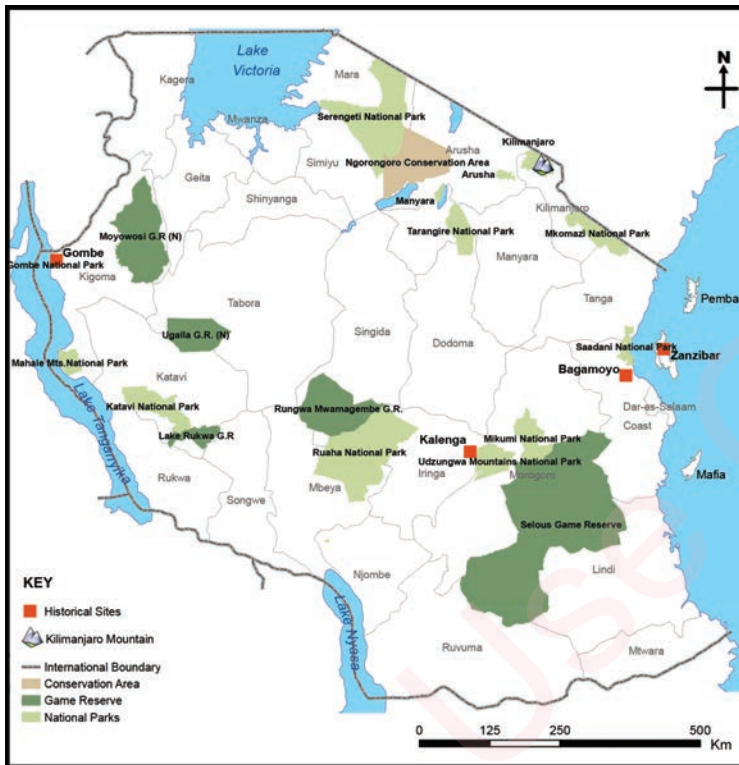 Lake
Victoria
Kagera
Mara
N
Mwanza
Serengeti National Park
Kilimanjaro
Simiyu
Arusha
Ngorongoro Conservation Area
Arusha
Geita
Shinyanga
Manyara
Kilimanjaro
Moyowosi G.R (N)
Tarangire National Park
Mkomazi National Park
Gombe
Gombe National Park
Kigoma
Manyara
Tabora
Singida
Tanga
Pemba
Ugalla G.R. (N)
Dodoma
Saadani National Park
Zanzibar
Mahale Mts.National Park
Bagamoyo
Katavi
Katavi National Park
Rungwa Mwamagembe G.R.
Dar-es-Salaam
Coast
Lake Tanganyika
Lake Rukwa G.R
Kalenga
Mikumi National Park
Ruaha National Park
Udzungwa Mountains National Park
Iringa
Morogoro
Mafia
Rukwa
Mbeya
Songwe
Selous Game Reserve
Njombe
Lindi
Lake Nyasa
Ruvuma
Mtwara
KEY
Historical Sites
Kilimanjaro Mountain
International Boundary
Conservation Area
Game Reserve
National Parks
0 125 250 500
Km
Use